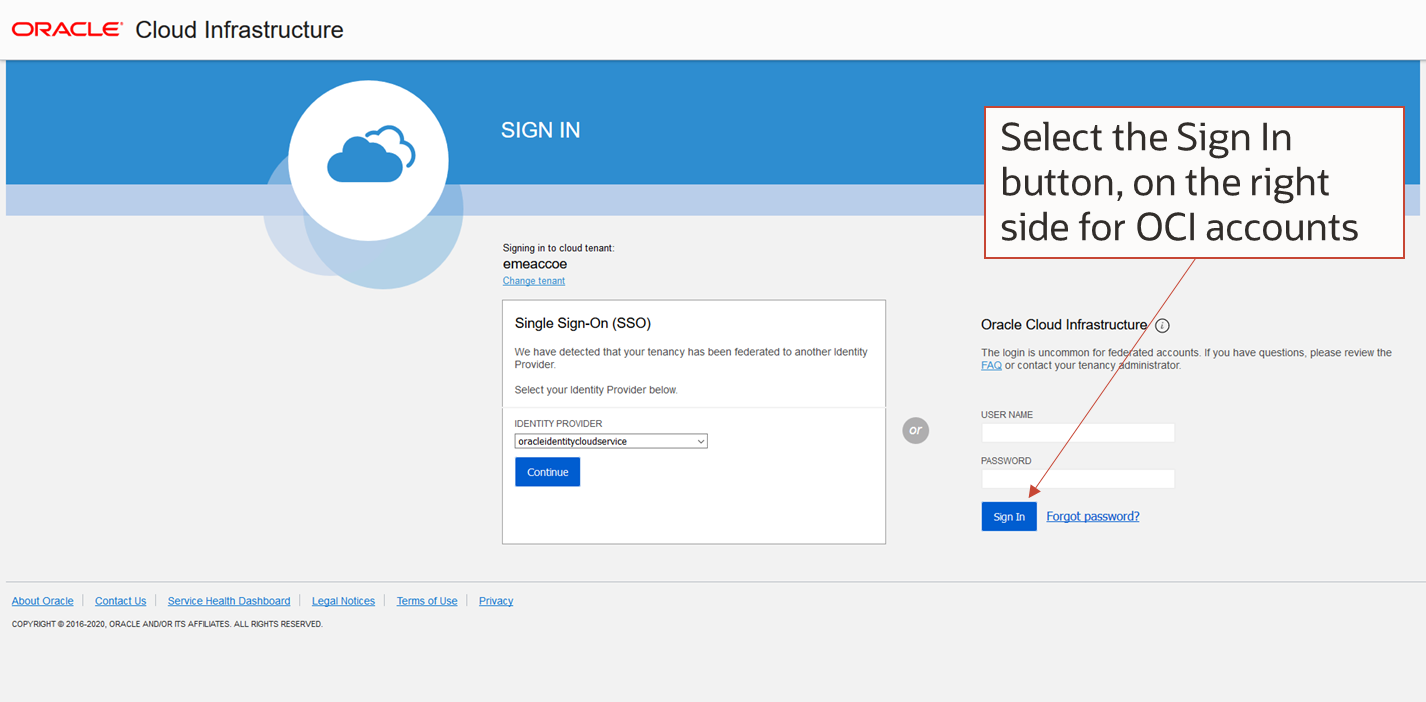 ORACLE Cloud Infrastructure
SIGN IN
Select the Sign In
button, on the right
side for OCI accounts
Signing in to cloud tenant:
emeaccoe
Change tenant
Single Sign-On (SSO)
We have detected that your tenancy has been federated to another Identity
Provider.
Select your Identity Provider below.
IDENTITY PROVIDER
oracleidentitycloudservice
Continue
or
Oracle Cloud Infrastructure i
The login is uncommon for federated accounts. If you have questions, please review the
FAQ or contact your tenancy administrator.
USER NAME
PASSWORD
Sign In Forgot password?
About Oracle Contact Us Service Health Dashboard Legal Notices Terms of Use Privacy
COPYRIGHT © 2016-2020, ORACLE AND/OR ITS AFFILIATES. ALL RIGHTS RESERVED.